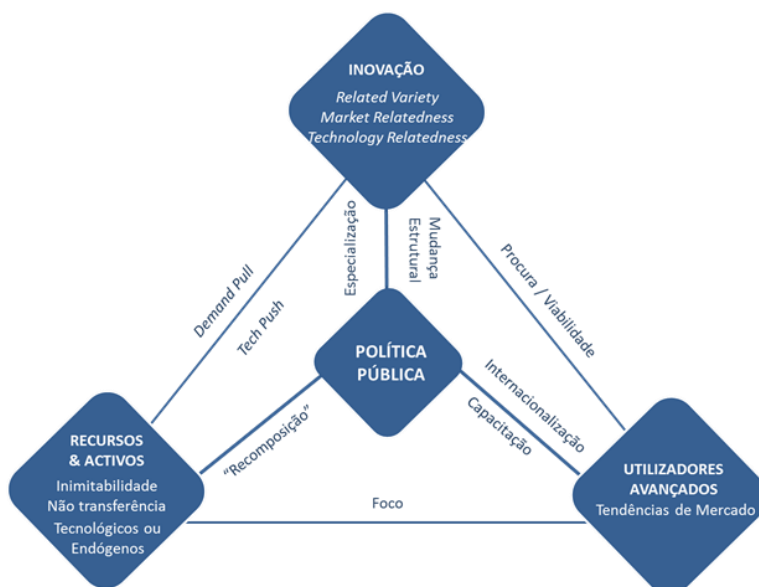 INOVAÇÃO
Related Variety
Market Relatedness
Technology Relatedness
Especialização
Mudança
Estrutural
Demand Pull
Tech Push
Procura / Viabilidade
POLÍTICA
PÚBLICA
"Recomposição"
Internacionalização
Capacitação
RECURSOS
& ACTIVOS
Inimitabilidade
Não transferência
Tecnológicos ou
Endógenos
Foco
UTILIZADORES
AVANÇADOS
Tendências de Mercado